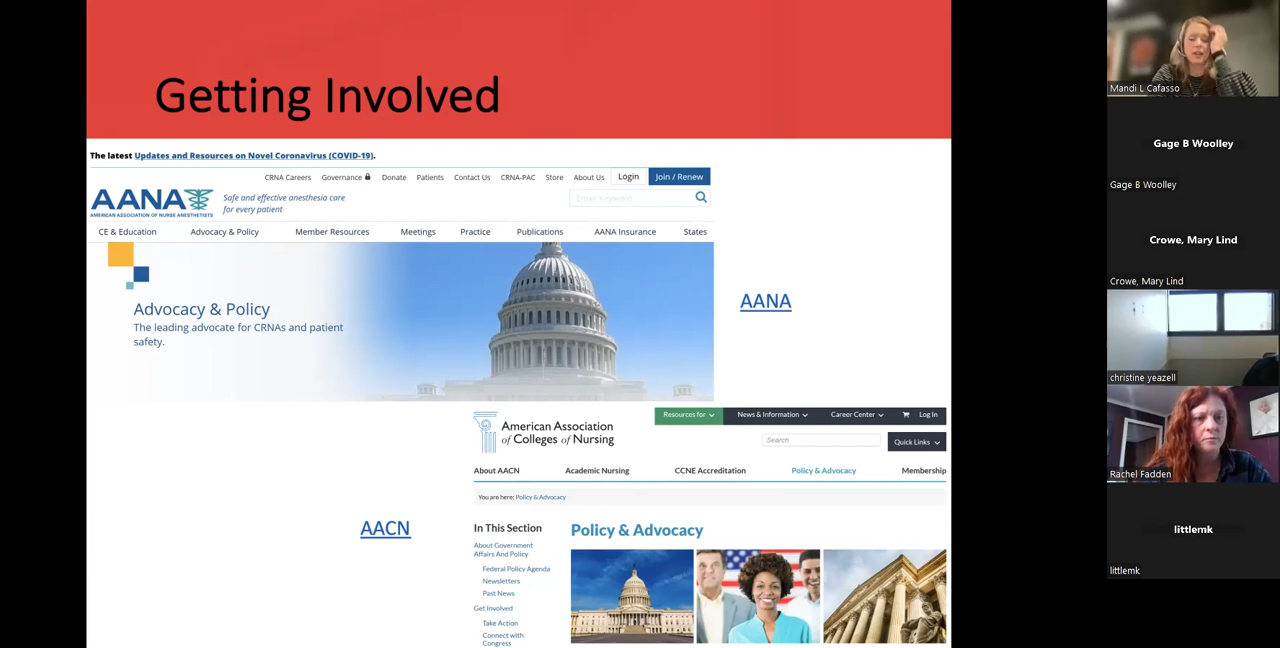 Getting Involved
The latest Updates and Resources on Novel Coronavirus (COVID-19).
CRNA Careers Governance Donate Patients Contact Us CRNA-PAC Store About Us Login Join / Renew
AANA
AMERICAN ASSOCIATION OF NURSE ANESTHETISTS
Safe and effective anesthesia care
for every patient
Enter Keyword
CE & Education Advocacy & Policy Member Resources Meetings Practice Publications AANA Insurance States
Advocacy & Policy
The leading advocate for CRNAs and patient
safety.
AANA
American Association
of Colleges of Nursing
Resources for News & Information Career Center Log In
Search
Quick Links
About AACN Academic Nursing CCNE Accreditation Policy & Advocacy Membership
You are here: Policy & Advocacy
AACN
In This Section
About Government
Affairs And Policy
Federal Policy Agenda
Newsletters
Past News
Get Involved
Take Action
Connect with
Congress
Policy & Advocacy
Mandi L Cafasso
Gage B Woolley
Gage B Woolley
Crowe, Mary Lind
Crowe, Mary Lind
christine yeazell
Rachel Fadden
littlemk
littlemk